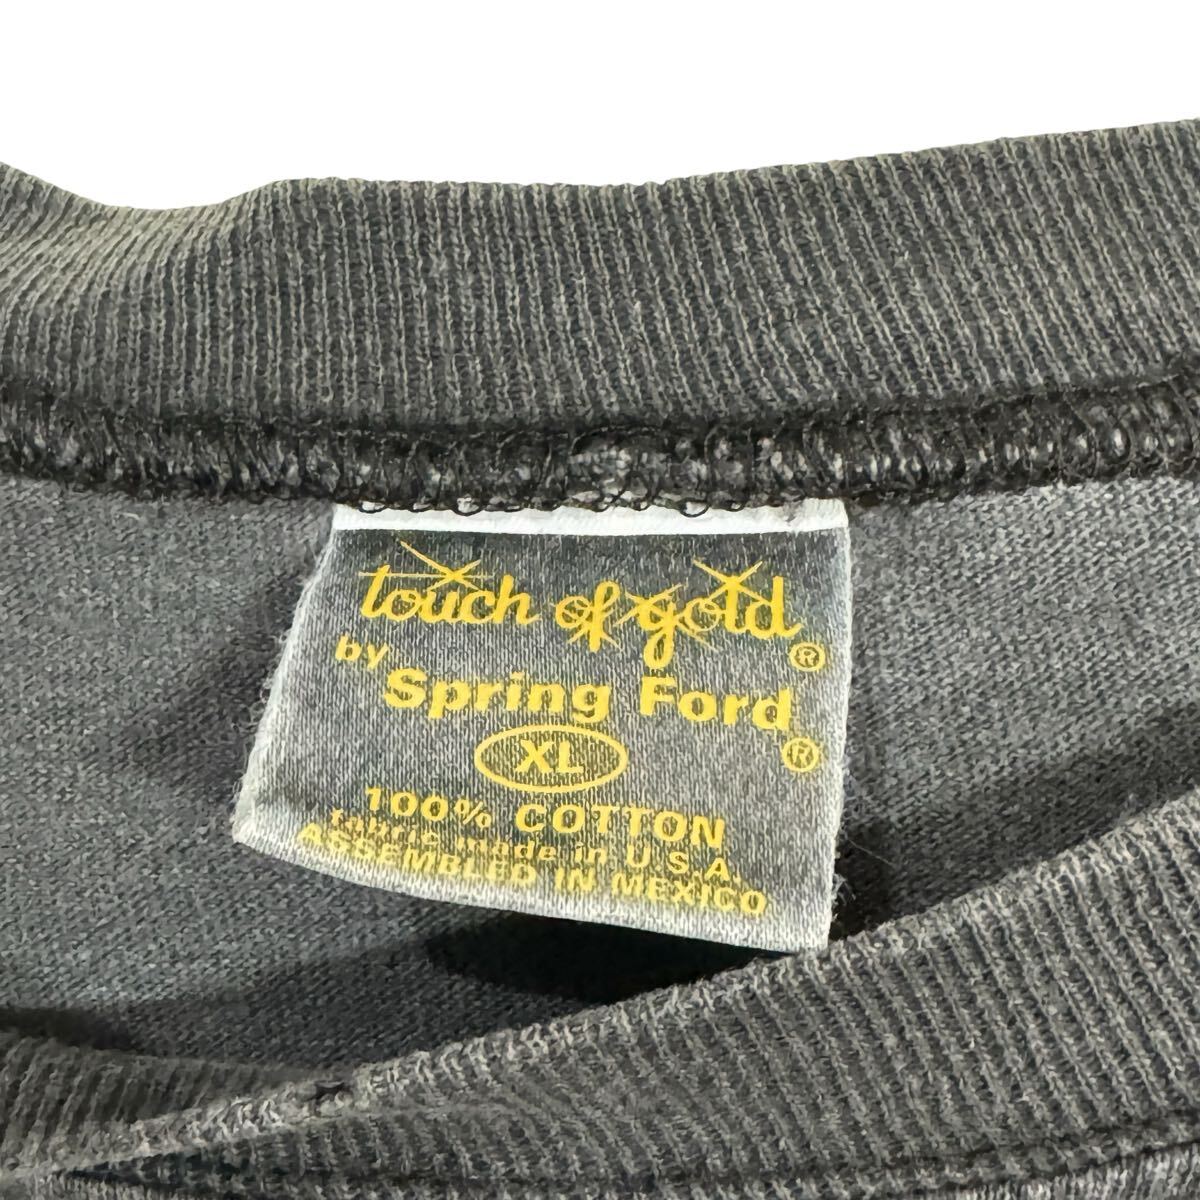 touch of gold®
by Spring Ford®
XL
100% COTTON
fabric made in U.S.A.
ASSEMBLED IN MEXICO